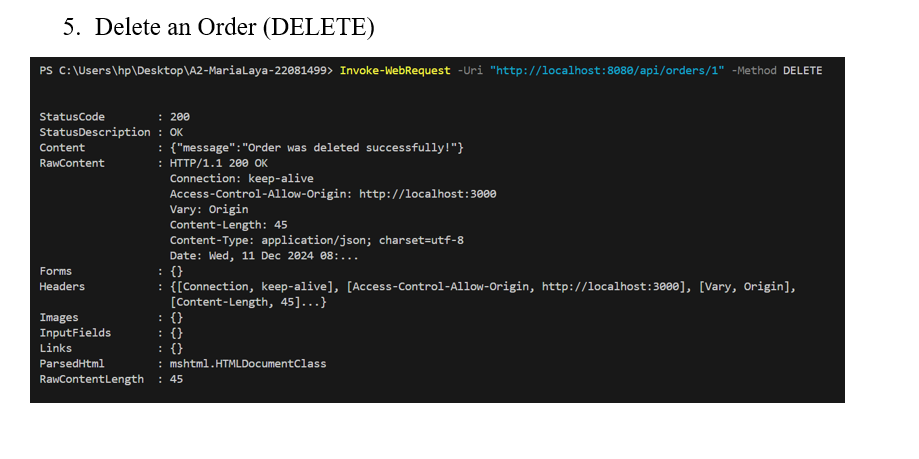 5. Delete an Order (DELETE)
PS C:\Users\hp\Desktop\A2-MariaLaya-22081499> Invoke-WebRequest -Uri "http://localhost:8080/api/orders/1" -Method DELETE
StatusCode : 200
StatusDescription : OK
Content : {"message":"Order was deleted successfully!"}
RawContent : HTTP/1.1 200 OK
Connection: keep-alive
Access-Control-Allow-Origin: http://localhost:3000
Vary: Origin
Content-Length: 45
Content-Type: application/json; charset=utf-8
Date: Wed, 11 Dec 2024 08:...
Forms : {}
Headers : {[Connection, keep-alive], [Access-Control-Allow-Origin, http://localhost:3000], [Vary, Origin],
[Content-Length, 45]...}
Images : {}
InputFields : {}
Links : {}
ParsedHtml : mshtml.HTMLDocumentClass
RawContentLength : 45